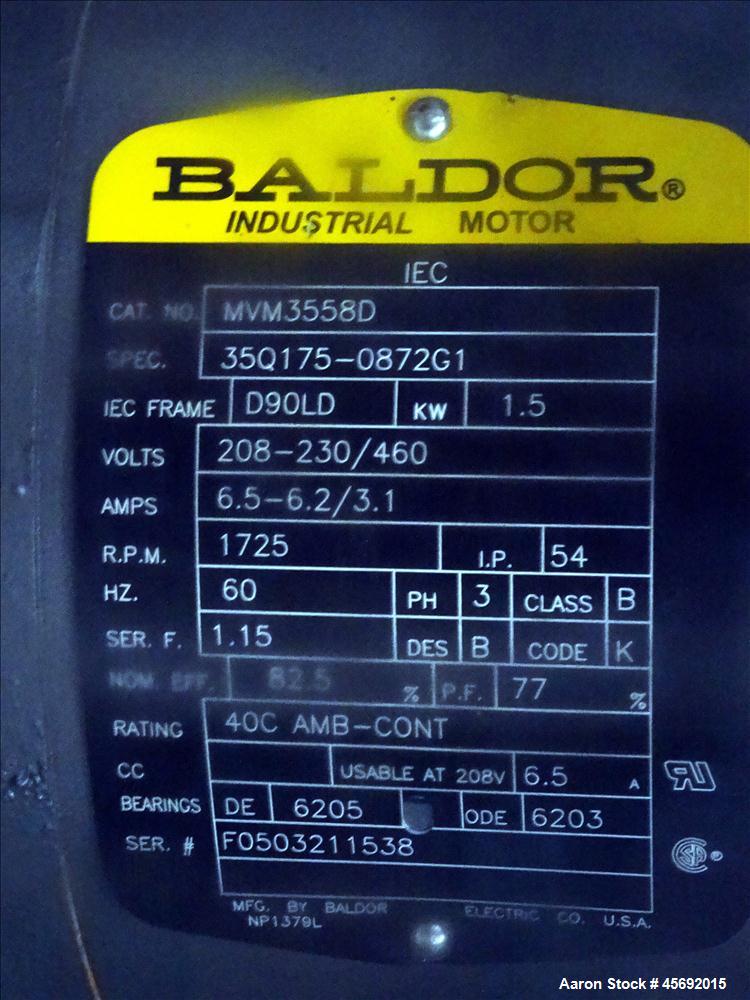 BALDOR®
INDUSTRIAL MOTOR
IEC
CAT. NO. MVM3558D
SPEC. 35Q175-0872G1
IEC FRAME D90LD KW 1.5
VOLTS 208-230/460
AMPS 6.5-6.2/3.1
R.P.M. 1725 I.P. 54
HZ. 60 PH 3 CLASS B
SER. F. 1.15 DES B CODE K
NOM. EFF. 82.5 % P.F. 77 %
RATING 40C AMB-CONT
CC USABLE AT 208V 6.5 A
BEARINGS DE 6205 ODE 6203
SER. # F0503211538
MFG. BY BALDOR ELECTRIC CO. U.S.A.
NP1379L
Aaron Stock # 45692015